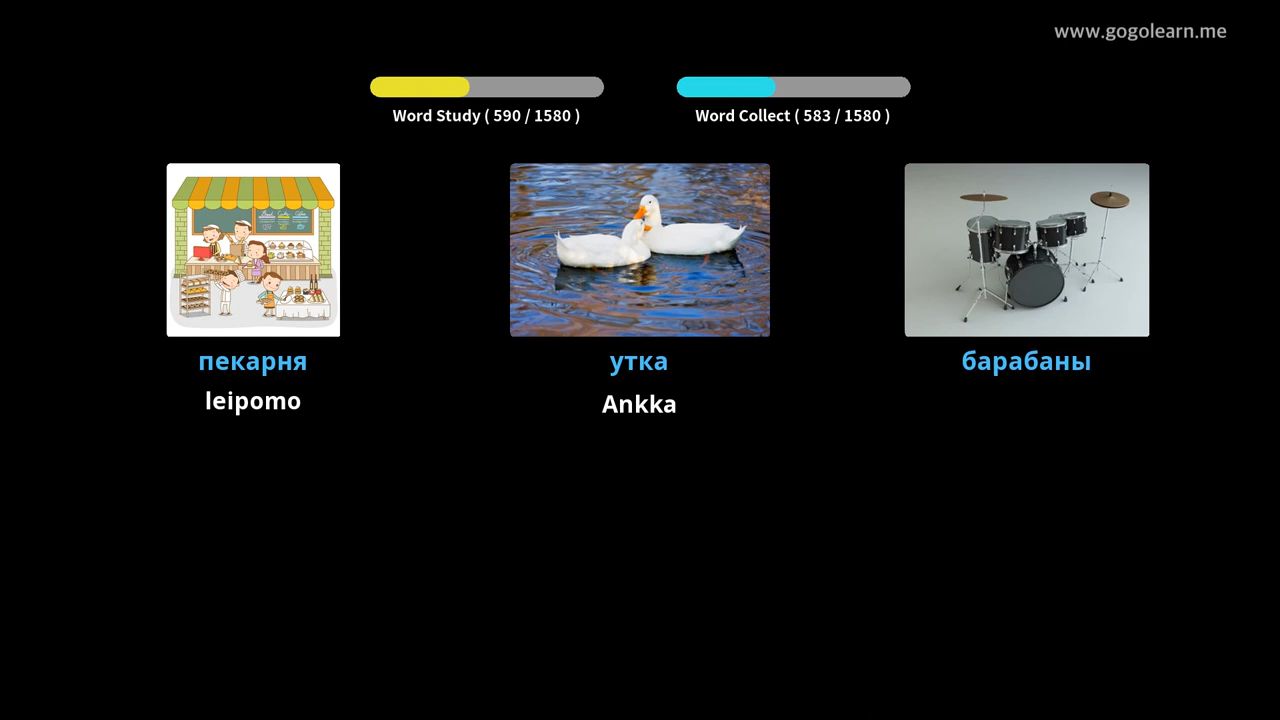 www.gogolearn.me
Word Study ( 590 / 1580 )
Word Collect ( 583 / 1580 )
пекарня
утка
барабаны
leipomo
Ankka